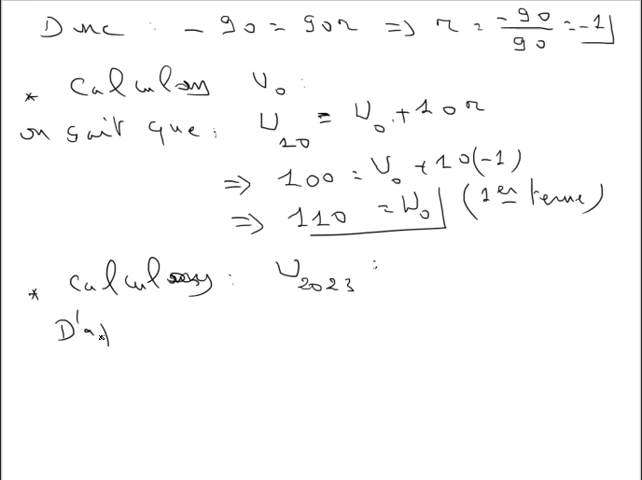 Donc : - 90 = 90r => r = -90/90 = -1
* Calculons U₀ :
on sait que : U₁₀ = U₀ + 10r
=> 100 = U₀ + 10(-1)
=> 110 = U₀ (1er terme)
* Calculons : U₂₀₂₃ :
D'ap